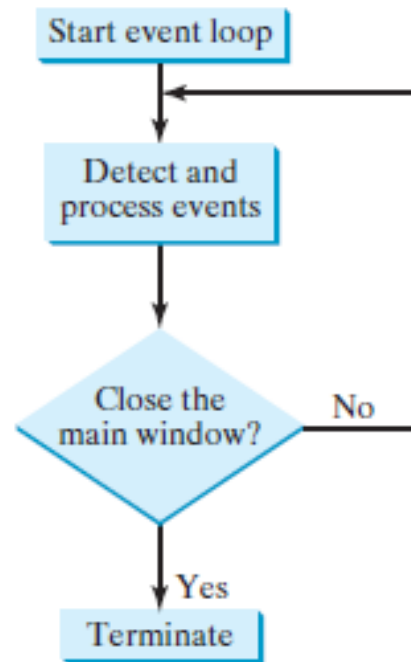 Start event loop
Detect and
process events
Close the
main window?
No
Yes
Terminate